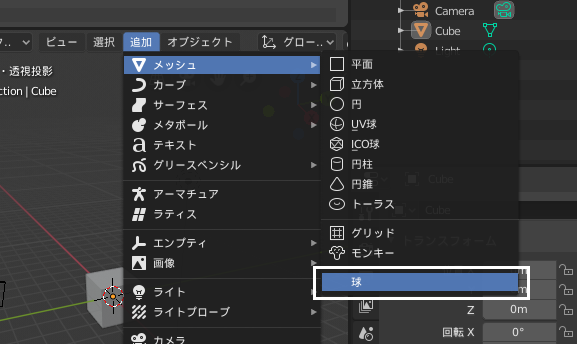 Camera
Cube
Light
ビュー 選択 追加 オブジェクト グロー..
・透視投影
ction | Cube
メッシュ
カーブ
サーフェス
メタボール
テキスト
グリースペンシル
アーマチュア
ラティス
エンプティ
画像
ライト
ライトプローブ
カメラ
平面
立方体
円
UV球
ICO球
円柱
円錐
トーラス
グリッド
モンキー
球
Cube
Cube
トランスフォーム
Z 0m
回転 X 0°